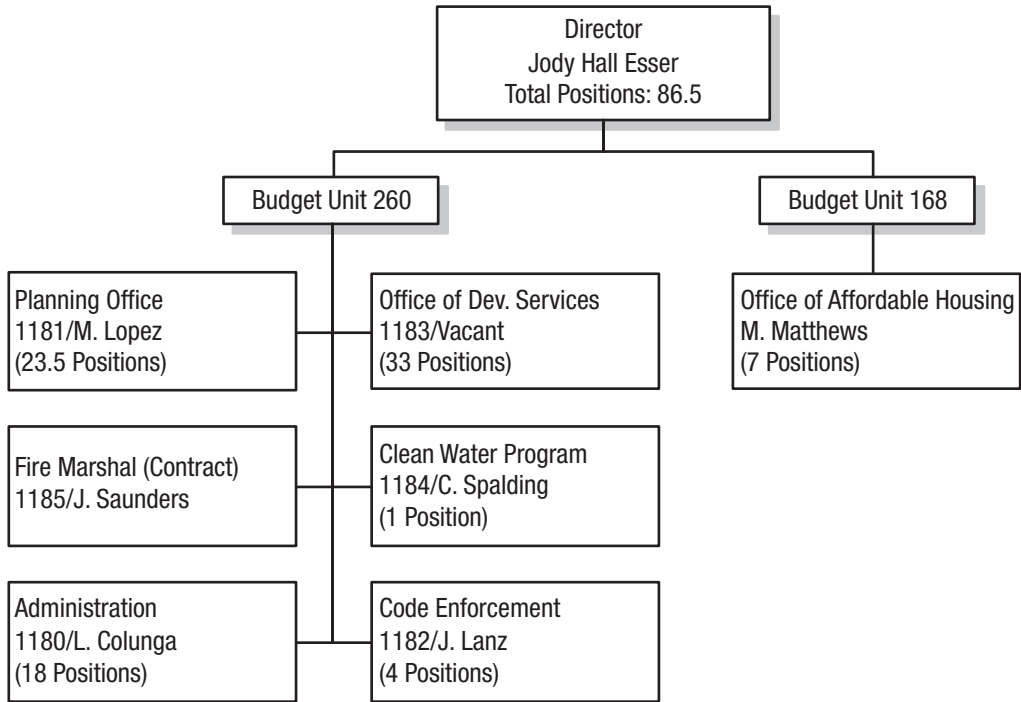 Director
Jody Hall Esser
Total Positions: 86.5
Budget Unit 260
Budget Unit 168
Planning Office
1181/M. Lopez
(23.5 Positions)
Office of Dev. Services
1183/Vacant
(33 Positions)
Office of Affordable Housing
M. Matthews
(7 Positions)
Fire Marshal (Contract)
1185/J. Saunders
Clean Water Program
1184/C. Spalding
(1 Position)
Administration
1180/L. Colunga
(18 Positions)
Code Enforcement
1182/J. Lanz
(4 Positions)